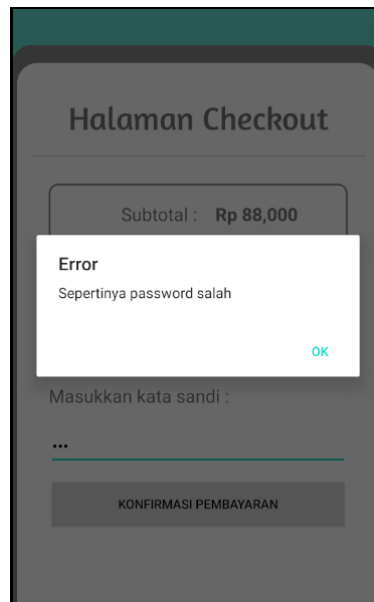 Halaman Checkout
Subtotal : Rp 88,000
Error
Sepertinya password salah
OK
Masukkan kata sandi :
•••
KONFIRMASI PEMBAYARAN